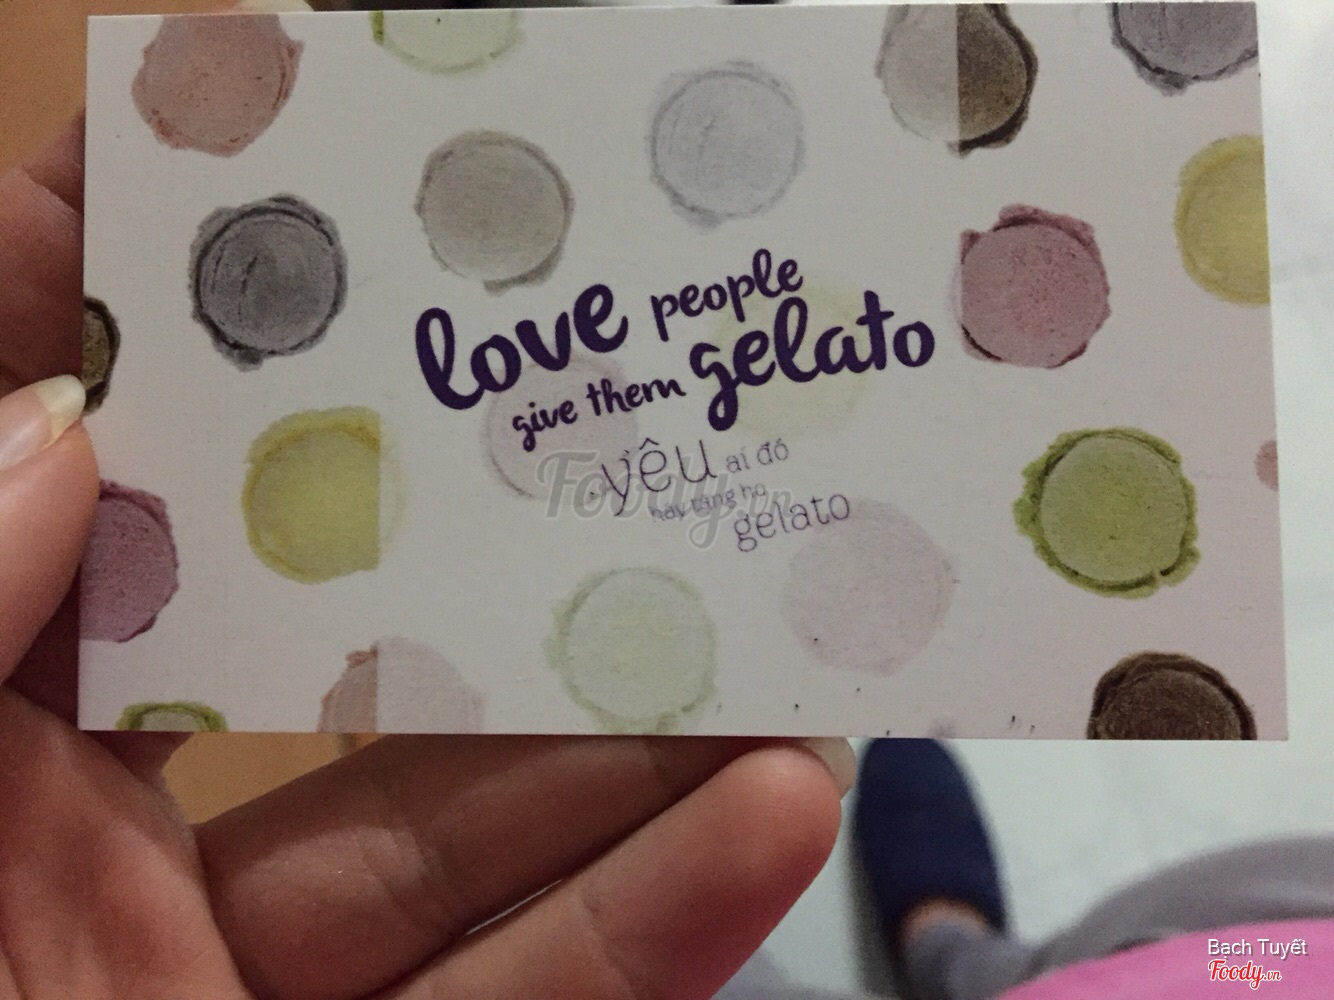 love people
give them gelato
yêu ai đó
hãy tặng họ
gelato
Foody.vn
Bach Tuyết
Foody.vn